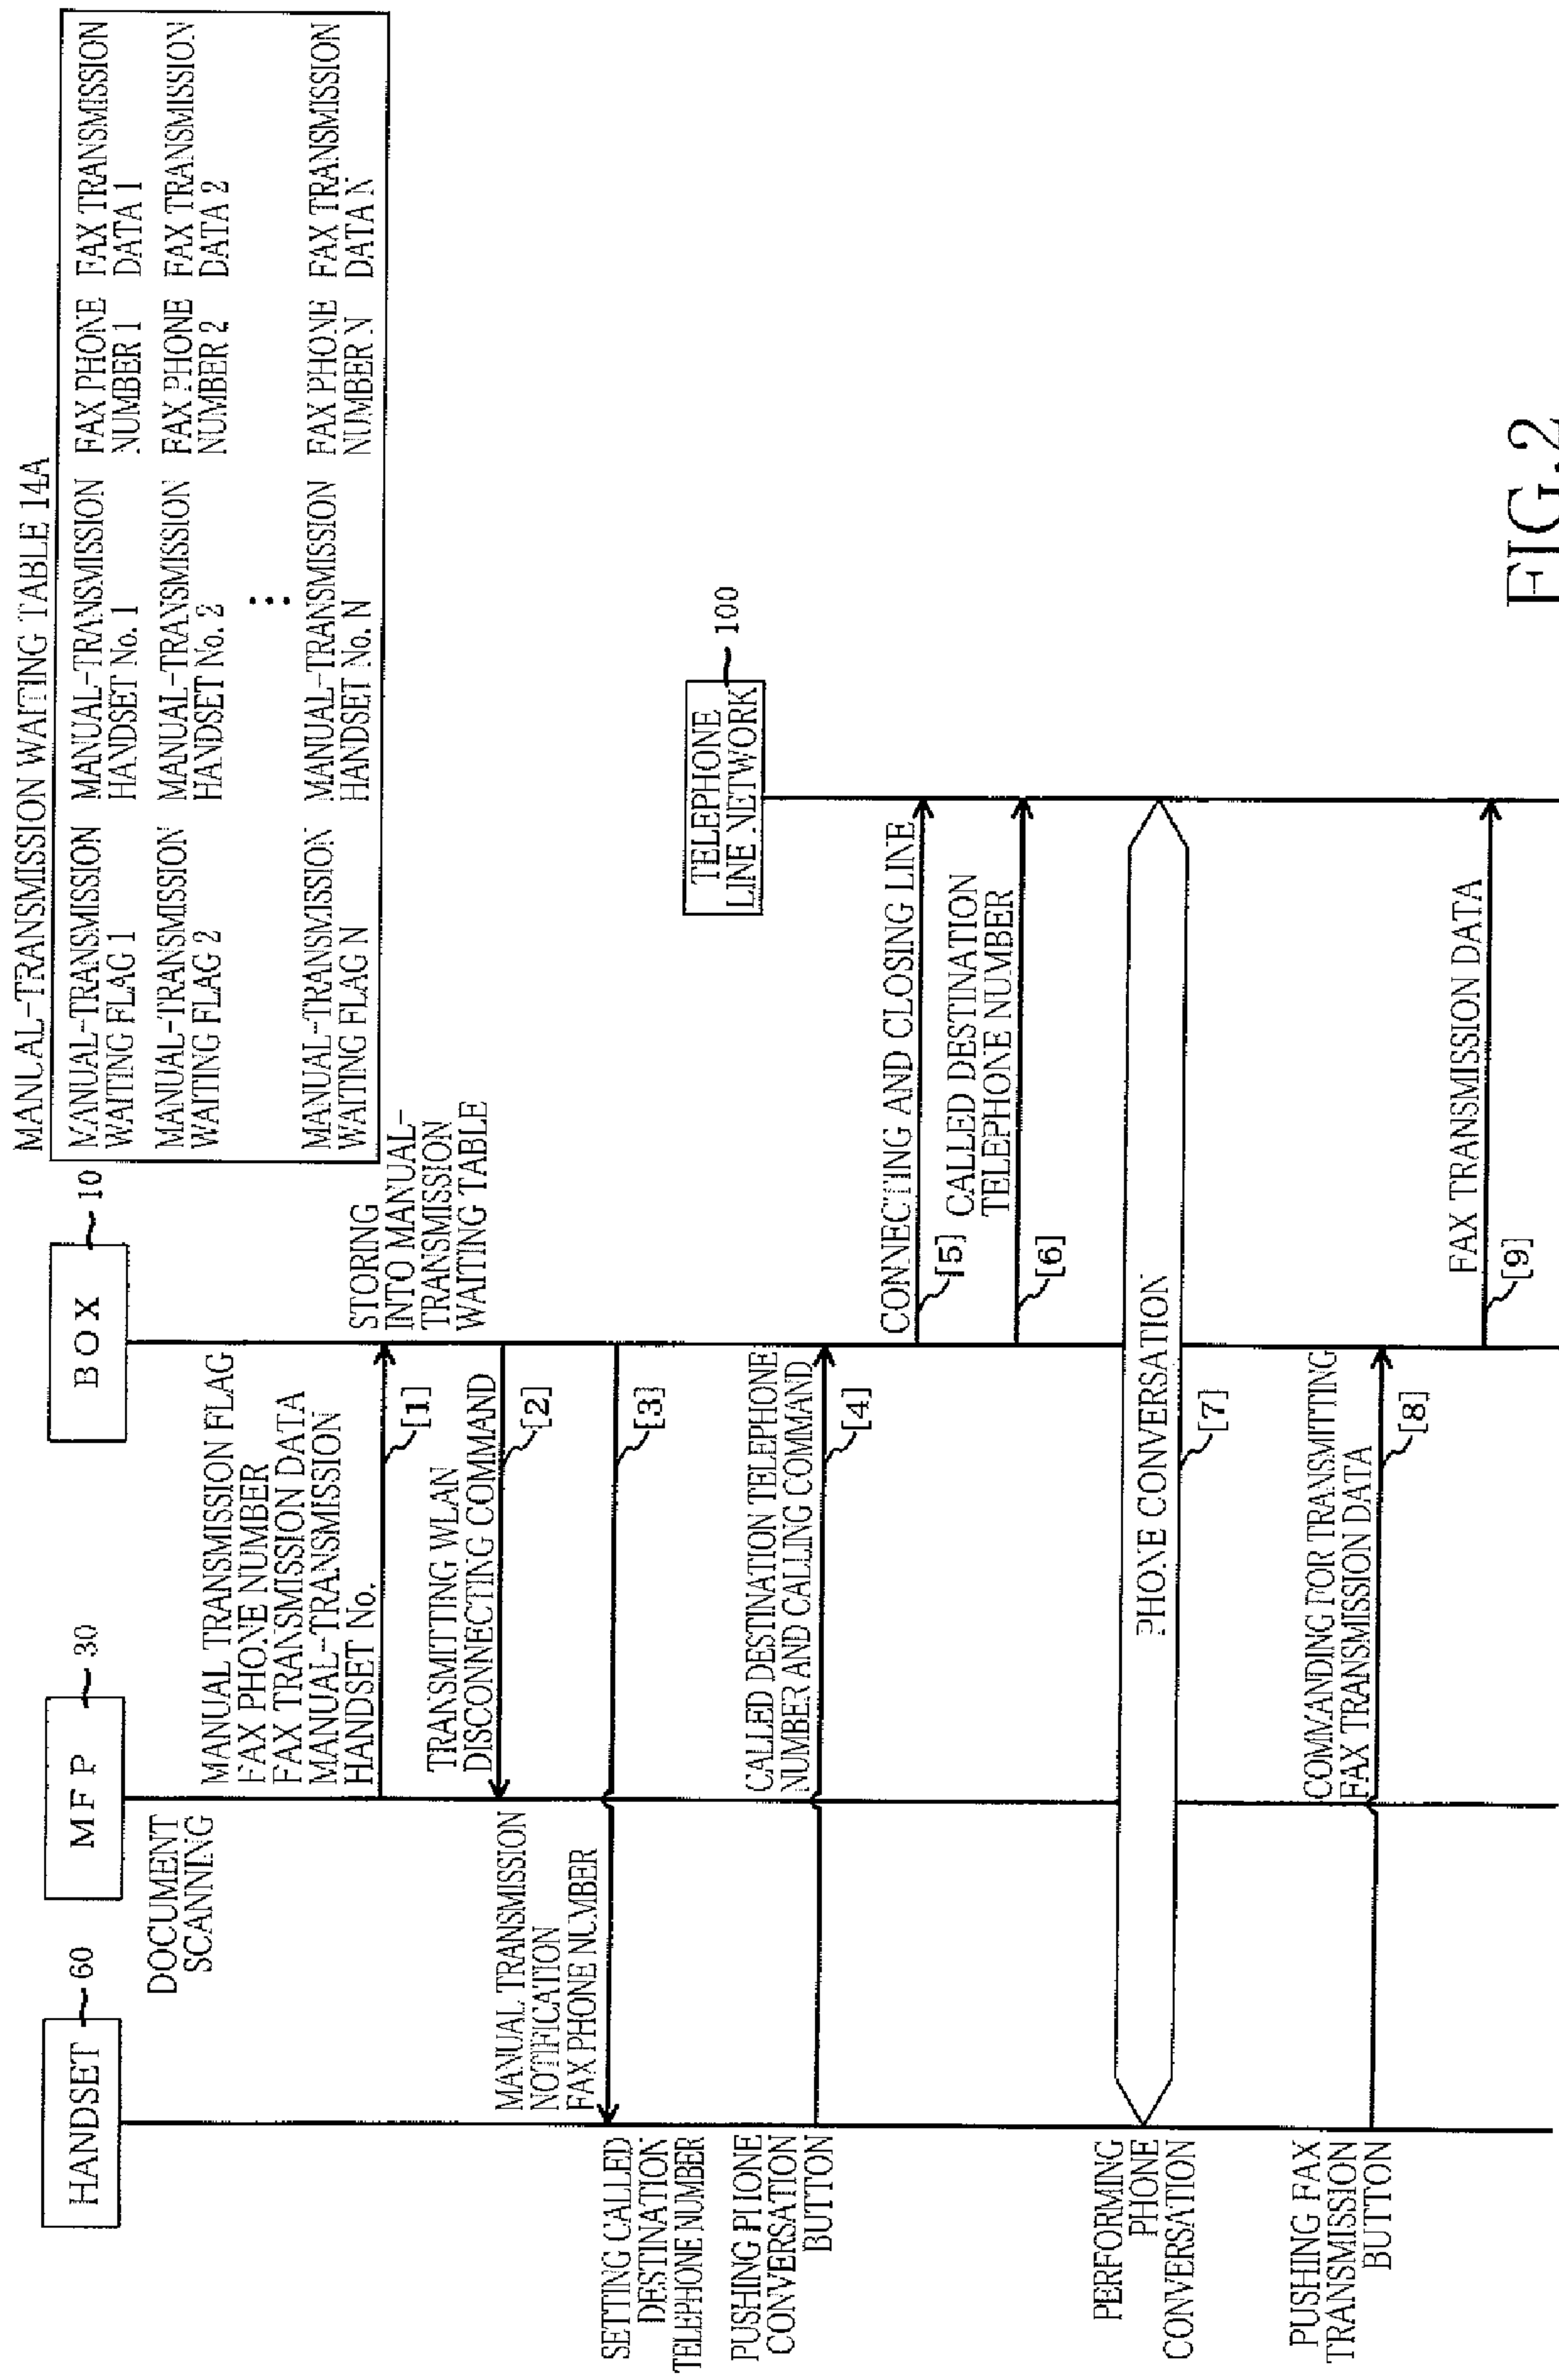 MANUAL-TRANSMISSION WAITING TABLE 14A
MANUAL-TRANSMISSION
WAITING FLAG 1
MANUAL-TRANSMISSION
HANDSET No. 1
FAX PHONE
NUMBER 1
FAX TRANSMISSION
DATA 1
MANUAL-TRANSMISSION
WAITING FLAG 2
MANUAL-TRANSMISSION
HANDSET No. 2
FAX PHONE
NUMBER 2
FAX TRANSMISSION
DATA 2
MANUAL-TRANSMISSION
WAITING FLAG N
MANUAL-TRANSMISSION
HANDSET No. N
FAX PHONE
NUMBER N
FAX TRANSMISSION
DATA N
HANDSET
60
MFP
30
BOX
10
TELEPHONE
LINE NETWORK
100
DOCUMENT
SCANNING
MANUAL TRANSMISSION FLAG
FAX PHONE NUMBER
FAX TRANSMISSION DATA
MANUAL-TRANSMISSION
HANDSET No.
[1]
STORING
INTO MANUAL-
TRANSMISSION
WAITING TABLE
TRANSMITTING WLAN
DISCONNECTING COMMAND
[2]
MANUAL TRANSMISSION
NOTIFICATION
FAX PHONE NUMBER
[3]
SETTING CALLED
DESTINATION
TELEPHONE NUMBER
PUSHING PHONE
CONVERSATION
BUTTON
CALLED DESTINATION TELEPHONE
NUMBER AND CALLING COMMAND
[4]
CONNECTING AND CLOSING LINE
[5]
CALLED DESTINATION
TELEPHONE NUMBER
[6]
PERFORMING
PHONE
CONVERSATION
PHONE CONVERSATION
[7]
PUSHING FAX
TRANSMISSION
BUTTON
COMMANDING FOR TRANSMITTING
FAX TRANSMISSION DATA
[8]
FAX TRANSMISSION DATA
[9]
FIG.2